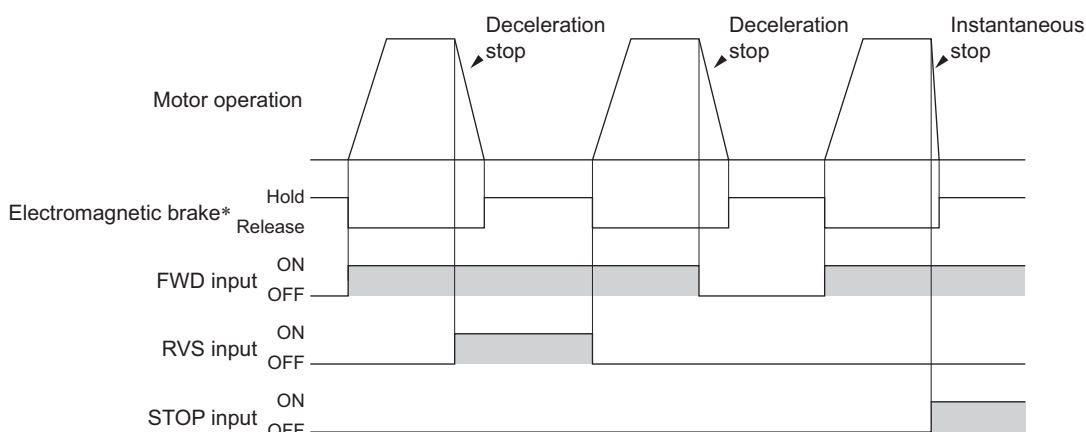 Deceleration
stop
Deceleration
stop
Instantaneous
stop
Motor operation
Hold
Electromagnetic brake*
Release
ON
FWD input
OFF
ON
RVS input
OFF
ON
STOP input
OFF